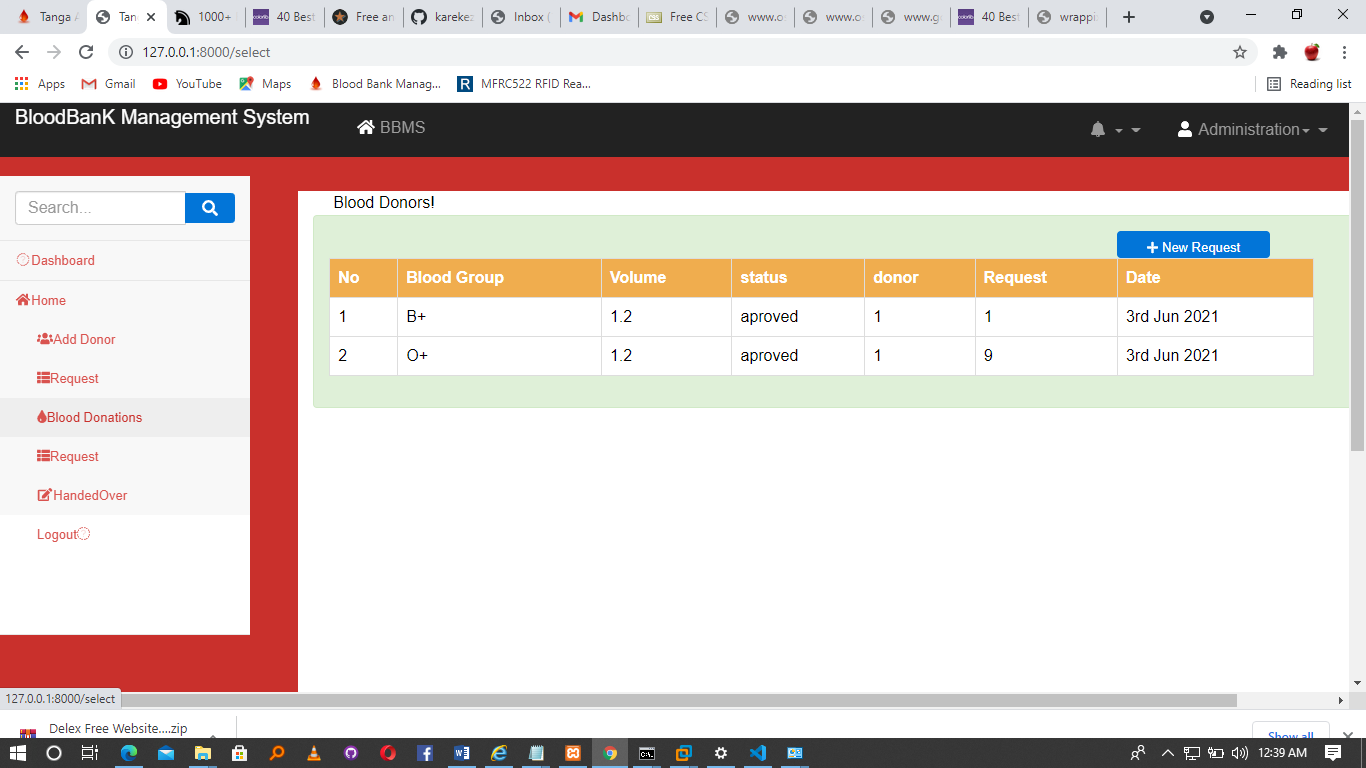 Tanga A
Tan
1000+
40 Best
Free an
karekez
Inbox (
Dashbo
Free CS
www.os
www.os
www.g
40 Best
wrappi
127.0.0.1:8000/select
Apps
Gmail
YouTube
Maps
Blood Bank Manag...
MFRC522 RFID Rea...
Reading list
BloodBanK Management System
BBMS
Administration
Search...
Dashboard
Home
Add Donor
Request
Blood Donations
Request
HandedOver
Logout
Blood Donors!
New Request
No Blood Group Volume status donor Request Date
1 B+ 1.2 aproved 1 1 3rd Jun 2021
2 O+ 1.2 aproved 1 9 3rd Jun 2021
127.0.0.1:8000/select
Delex Free Website....zip
Show all
12:39 AM